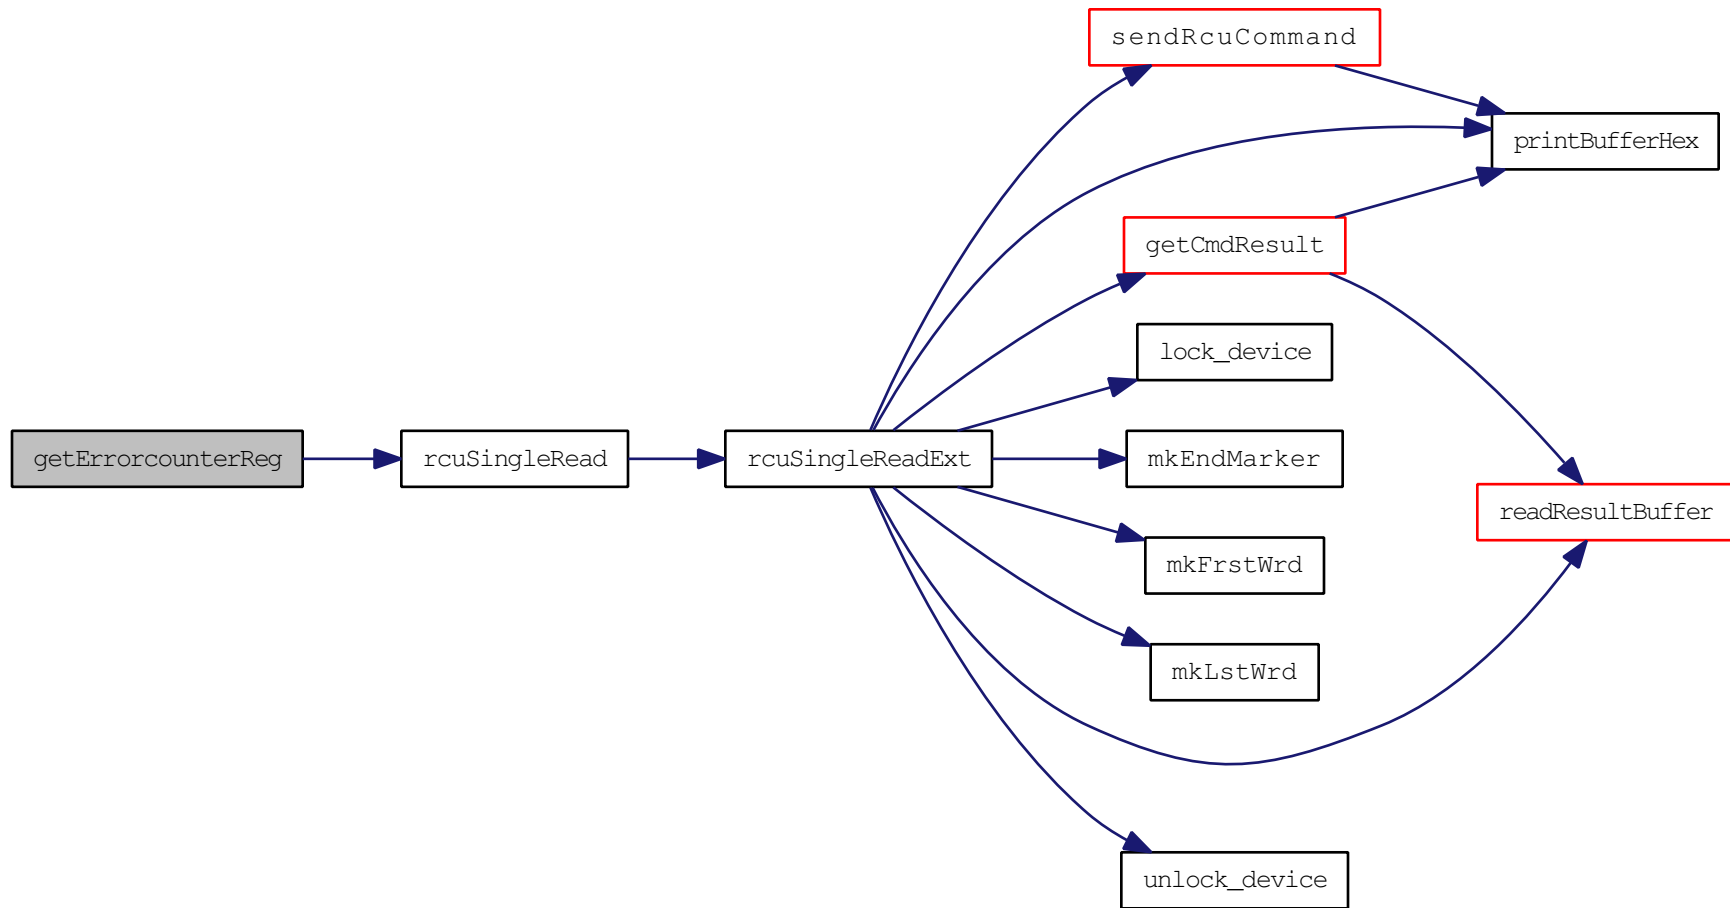 sendRcuCommand
printBufferHex
getCmdResult
lock_device
getErrorcounterReg
rcuSingleRead
rcuSingleReadExt
mkEndMarker
readResultBuffer
mkFrstWrd
mkLstWrd
unlock_device